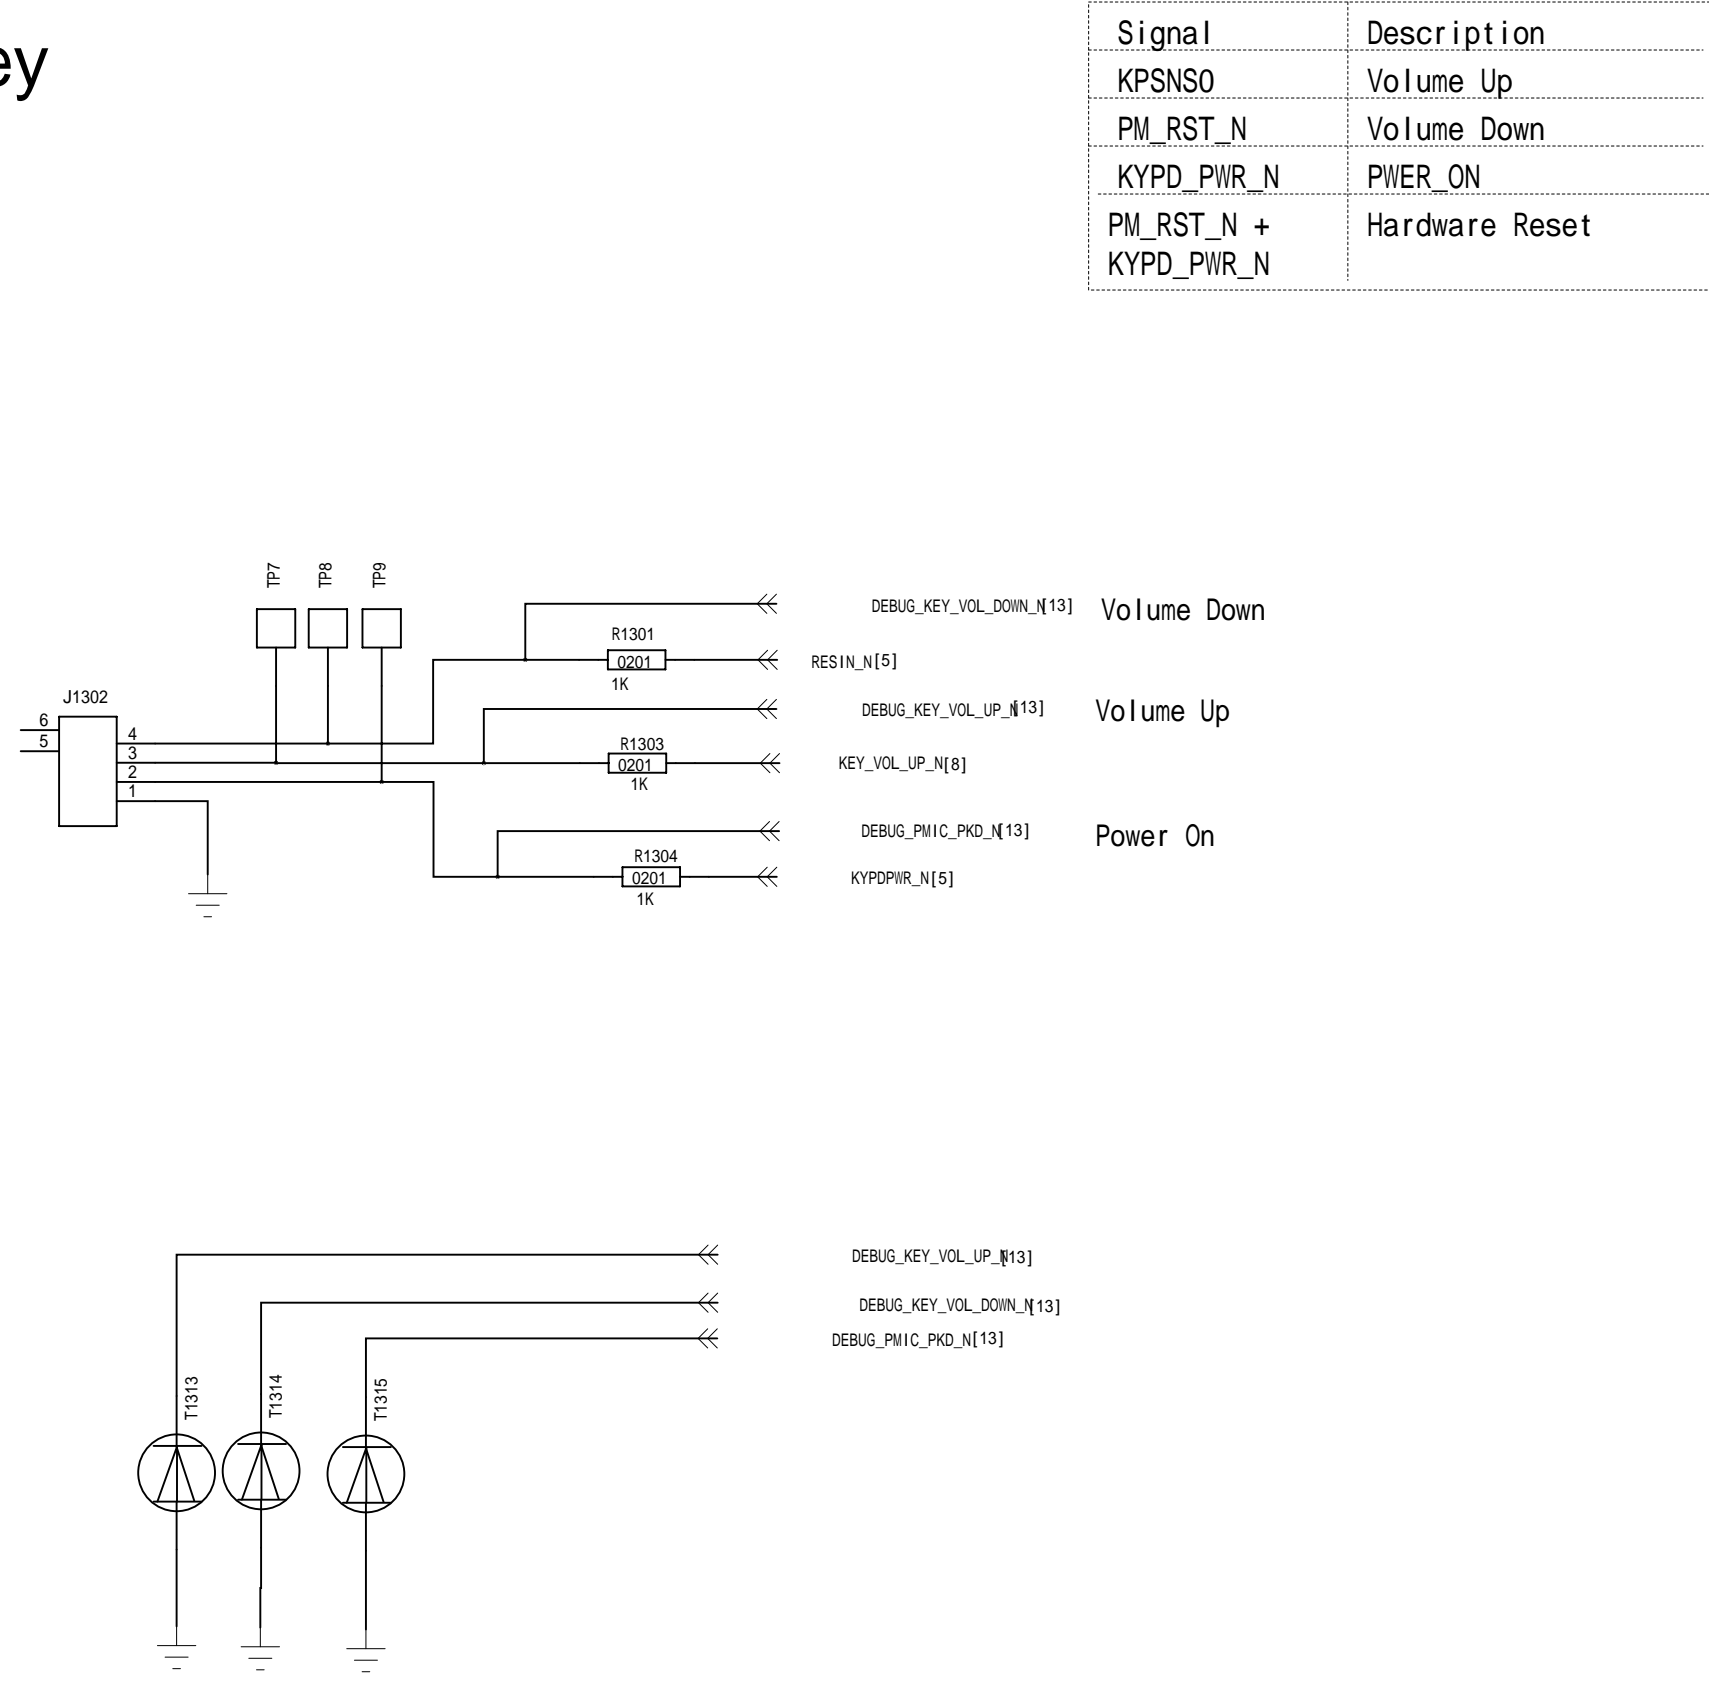 ey
Signal Description
KPSNS0 Volume Up
PM_RST_N Volume Down
KYPD_PWR_N PWER_ON
PM_RST_N + Hardware Reset
KYPD_PWR_N
TP7 TP8 TP9
DEBUG_KEY_VOL_DOWN_N[13] Volume Down
R1301
0201 RESIN_N[5]
1K
J1302
DEBUG_KEY_VOL_UP_N[13] Volume Up
6
5
4
3
2
1
R1303
0201 KEY_VOL_UP_N[8]
1K
DEBUG_PMIC_PKD_N[13] Power On
R1304
0201 KYPDPWR_N[5]
1K
DEBUG_KEY_VOL_UP_N[13]
DEBUG_KEY_VOL_DOWN_N[13]
DEBUG_PMIC_PKD_N[13]
T1313 T1314 T1315